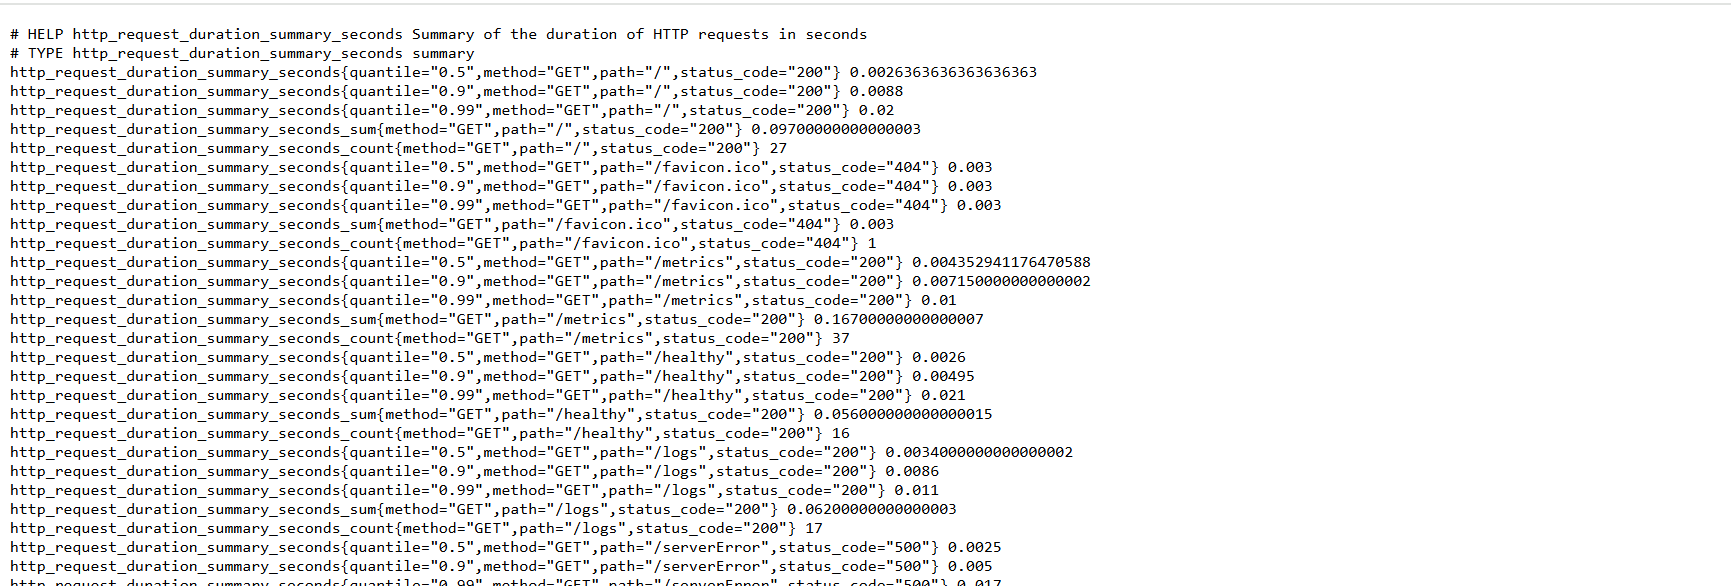 # HELP http_request_duration_summary_seconds Summary of the duration of HTTP requests in seconds
# TYPE http_request_duration_summary_seconds summary
http_request_duration_summary_seconds{quantile="0.5",method="GET",path="/",status_code="200"} 0.0026363636363636363
http_request_duration_summary_seconds{quantile="0.9",method="GET",path="/",status_code="200"} 0.0088
http_request_duration_summary_seconds{quantile="0.99",method="GET",path="/",status_code="200"} 0.02
http_request_duration_summary_seconds_sum{method="GET",path="/",status_code="200"} 0.09700000000000003
http_request_duration_summary_seconds_count{method="GET",path="/",status_code="200"} 27
http_request_duration_summary_seconds{quantile="0.5",method="GET",path="/favicon.ico",status_code="404"} 0.003
http_request_duration_summary_seconds{quantile="0.9",method="GET",path="/favicon.ico",status_code="404"} 0.003
http_request_duration_summary_seconds{quantile="0.99",method="GET",path="/favicon.ico",status_code="404"} 0.003
http_request_duration_summary_seconds_sum{method="GET",path="/favicon.ico",status_code="404"} 0.003
http_request_duration_summary_seconds_count{method="GET",path="/favicon.ico",status_code="404"} 1
http_request_duration_summary_seconds{quantile="0.5",method="GET",path="/metrics",status_code="200"} 0.004352941176470588
http_request_duration_summary_seconds{quantile="0.9",method="GET",path="/metrics",status_code="200"} 0.007150000000000002
http_request_duration_summary_seconds{quantile="0.99",method="GET",path="/metrics",status_code="200"} 0.01
http_request_duration_summary_seconds_sum{method="GET",path="/metrics",status_code="200"} 0.16700000000000007
http_request_duration_summary_seconds_count{method="GET",path="/metrics",status_code="200"} 37
http_request_duration_summary_seconds{quantile="0.5",method="GET",path="/healthy",status_code="200"} 0.0026
http_request_duration_summary_seconds{quantile="0.9",method="GET",path="/healthy",status_code="200"} 0.00495
http_request_duration_summary_seconds{quantile="0.99",method="GET",path="/healthy",status_code="200"} 0.021
http_request_duration_summary_seconds_sum{method="GET",path="/healthy",status_code="200"} 0.056000000000000015
http_request_duration_summary_seconds_count{method="GET",path="/healthy",status_code="200"} 16
http_request_duration_summary_seconds{quantile="0.5",method="GET",path="/logs",status_code="200"} 0.0034000000000000002
http_request_duration_summary_seconds{quantile="0.9",method="GET",path="/logs",status_code="200"} 0.0086
http_request_duration_summary_seconds{quantile="0.99",method="GET",path="/logs",status_code="200"} 0.011
http_request_duration_summary_seconds_sum{method="GET",path="/logs",status_code="200"} 0.06200000000000003
http_request_duration_summary_seconds_count{method="GET",path="/logs",status_code="200"} 17
http_request_duration_summary_seconds{quantile="0.5",method="GET",path="/serverError",status_code="500"} 0.0025
http_request_duration_summary_seconds{quantile="0.9",method="GET",path="/serverError",status_code="500"} 0.005
http_request_duration_summary_seconds{quantile="0.99",method="GET",path="/serverError",status_code="500"} 0.017